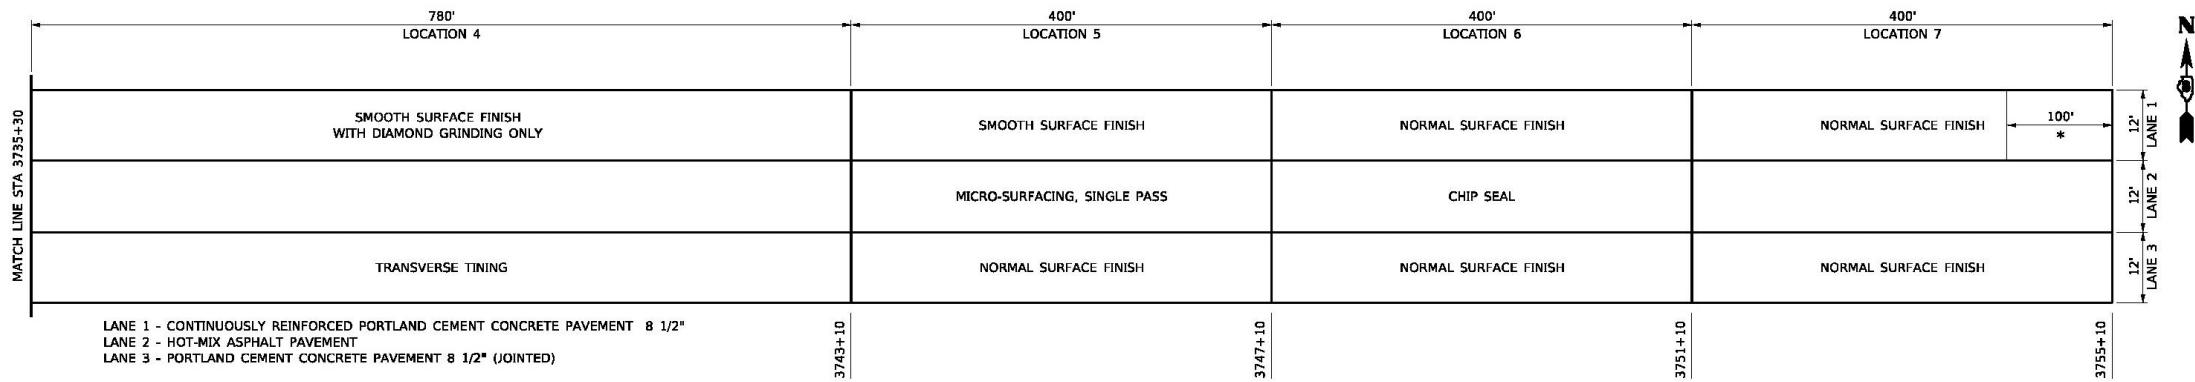 780'
LOCATION 4
400'
LOCATION 5
400'
LOCATION 6
400'
LOCATION 7
N
MATCH LINE STA 3735+30
SMOOTH SURFACE FINISH
WITH DIAMOND GRINDING ONLY
SMOOTH SURFACE FINISH
NORMAL SURFACE FINISH
NORMAL SURFACE FINISH
100'
*
12'
LANE 1
MICRO-SURFACING, SINGLE PASS
CHIP SEAL
12'
LANE 2
TRANSVERSE TINING
NORMAL SURFACE FINISH
NORMAL SURFACE FINISH
NORMAL SURFACE FINISH
12'
LANE 3
LANE 1 - CONTINUOUSLY REINFORCED PORTLAND CEMENT CONCRETE PAVEMENT 8 1/2"
LANE 2 - HOT-MIX ASPHALT PAVEMENT
LANE 3 - PORTLAND CEMENT CONCRETE PAVEMENT 8 1/2" (JOINTED)
3743+10
3747+10
3751+10
3755+10